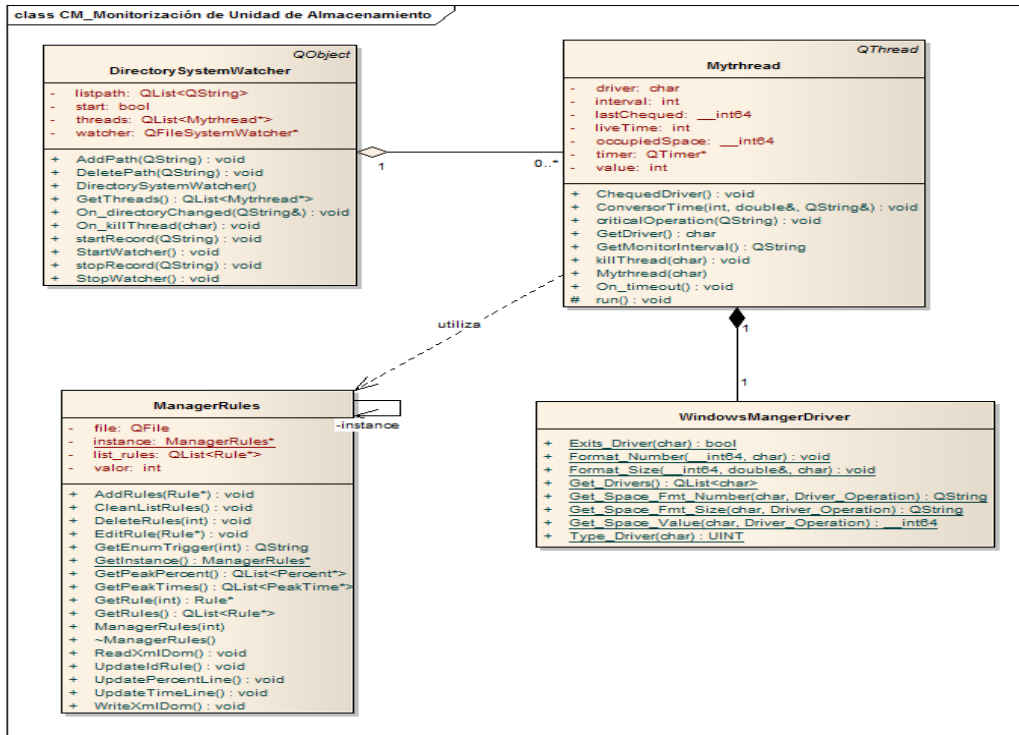 class CM_Monitorización de Unidad de Almacenamiento
QObject
DirectorySystemWatcher
- listpath: QList<QString>
- start: bool
- threads: QList<Mytrhread*>
- watcher: QFileSystemWatcher*
+ AddPath(QString) : void
+ DeletePath(QString) : void
+ DirectorySystemWatcher()
+ GetThreads() : QList<Mytrhread*>
+ On_directoryChanged(QString&) : void
+ On_killThread(char) : void
+ startRecord(QString) : void
+ StartWatcher() : void
+ stopRecord(QString) : void
+ StopWatcher() : void
1
0..*
QThread
Mytrhread
- driver: char
- interval: int
- lastChequed: __int64
- liveTime: int
- occupiedSpace: __int64
- timer: QTimer*
- value: int
+ ChequedDriver() : void
+ ConversorTime(int, double&, QString&) : void
+ criticalOperation(QString) : void
+ GetDriver() : char
+ GetMonitorInterval() : QString
+ killThread(char) : void
+ Mytrhread(char)
+ On_timeout() : void
# run() : void
utiliza
1
1
ManagerRules
- file: QFile
- instance: ManagerRules*
- list_rules: QList<Rule*>
- valor: int
+ AddRules(Rule*) : void
+ CleanListRules() : void
+ DeleteRules(int) : void
+ EditRule(Rule*) : void
+ GetEnumTrigger(int) : QString
+ GetInstance() : ManagerRules*
+ GetPeakPercent() : QList<Percent*>
+ GetPeakTimes() : QList<PeakTime*>
+ GetRule(int) : Rule*
+ GetRules() : QList<Rule*>
+ ManagerRules(int)
+ ~ManagerRules()
+ ReadXmlDom() : void
+ UpdateIdRule() : void
+ UpdatePercentLine() : void
+ UpdateTimeLine() : void
+ WriteXmlDom() : void
-instance
WindowsMangerDriver
+ Exits_Driver(char) : bool
+ Format_Number(__int64, char) : void
+ Format_Size(__int64, double&, char) : void
+ Get_Drivers() : QList<char>
+ Get_Space_Fmt_Number(char, Driver_Operation) : QString
+ Get_Space_Fmt_Size(char, Driver_Operation) : QString
+ Get_Space_Value(char, Driver_Operation) : __int64
+ Type_Driver(char) : UINT